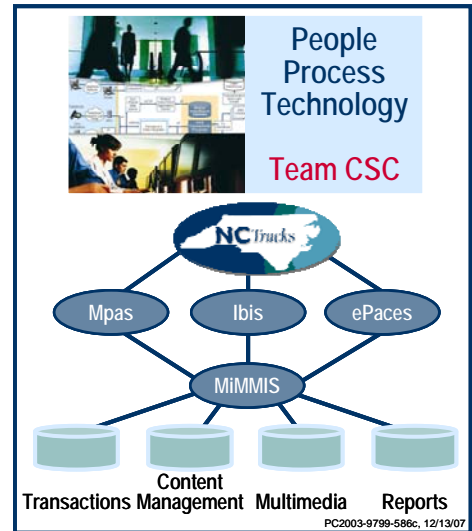 People
Process
Technology
Team CSC
NCTrucks
Mpas
Ibis
ePaces
MiMMIS
Transactions
Content
Management
Multimedia
Reports
PC2003-9799-586c, 12/13/07